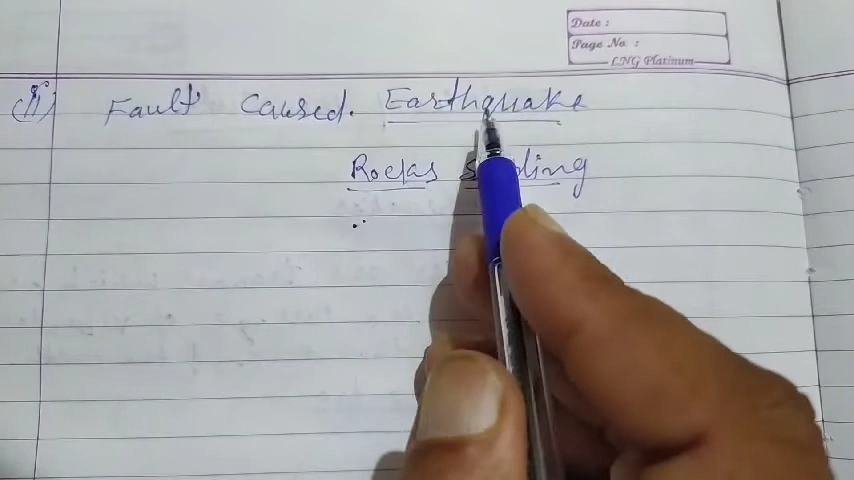 Date :
Page No :
LNG Platinum
(ii) Fault Caused. Earthquake
Rocks